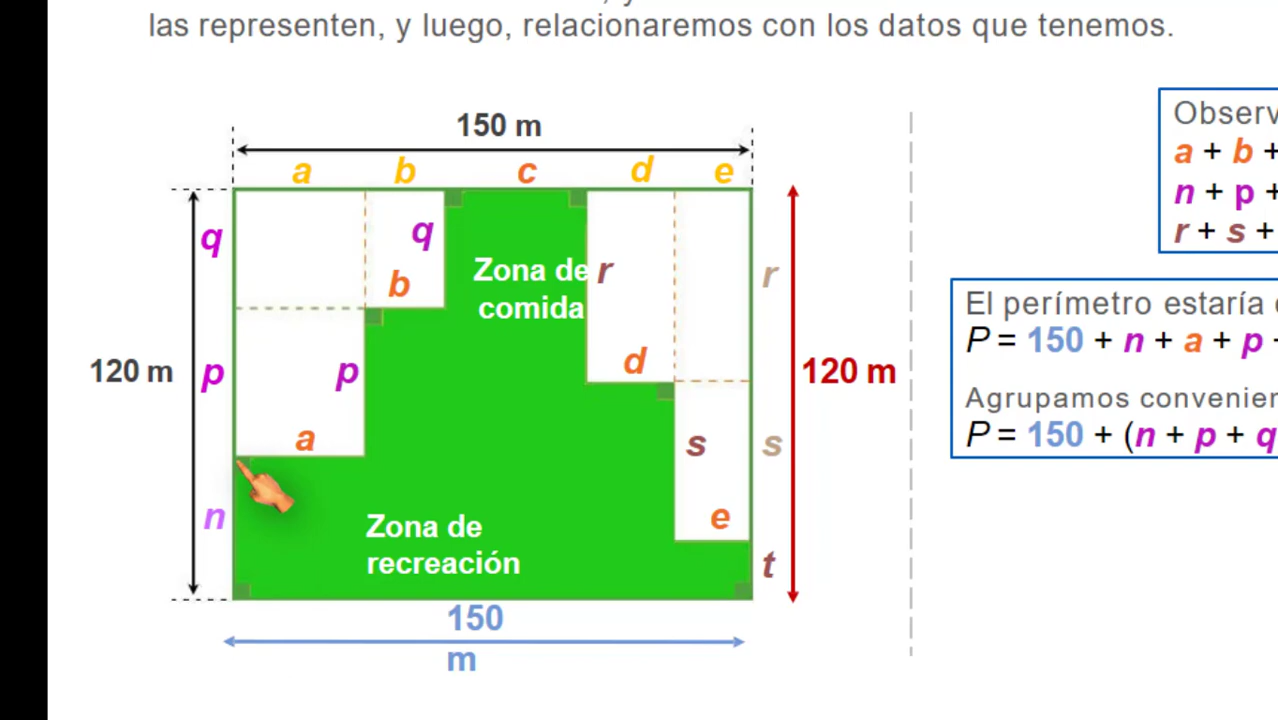 las representen, y luego, relacionaremos con los datos que tenemos.
150 m
a b c d e
q
q
b
Zona de
comida
r
r
d
120 m
p
p
a
120 m
s
s
e
n
Zona de
recreación
t
150
m
Observ
a + b +
n + p +
r + s +
El perímetro estaría
P = 150 + n + a + p
Agrupamos convenien
P = 150 + (n + p + q